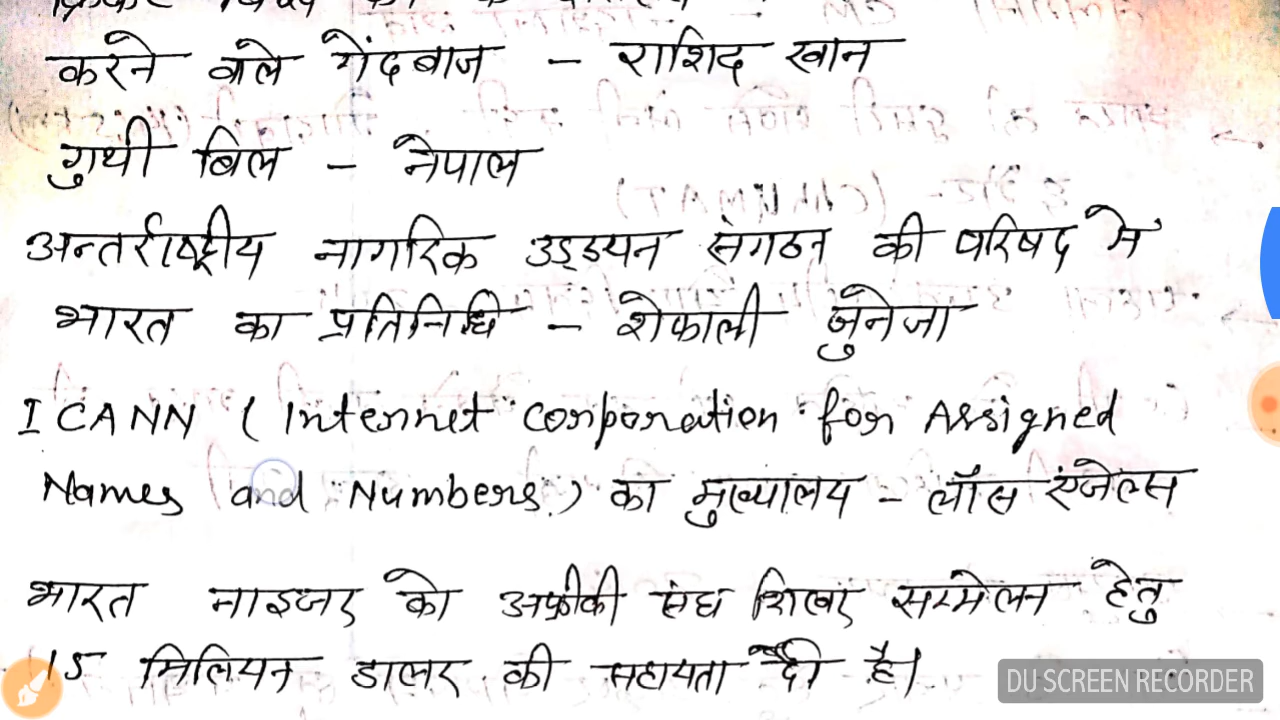 करने वाले गेंदबाज - राशिद खान
गुथी बिल - नेपाल
अन्तर्राष्ट्रीय नागरिक उड्डयन संगठन की परिषद में
भारत का प्रतिनिधि - शेफाली जुनेजा
ICANN (Internet Corporation for Assigned
Names and Numbers) का मुख्यालय - लॉस एंजेल्स
भारत नाइजर को अफ्रीकी संघ शिखर सम्मेलन हेतु
15 मिलियन डालर की सहायता दी है।
DU SCREEN RECORDER